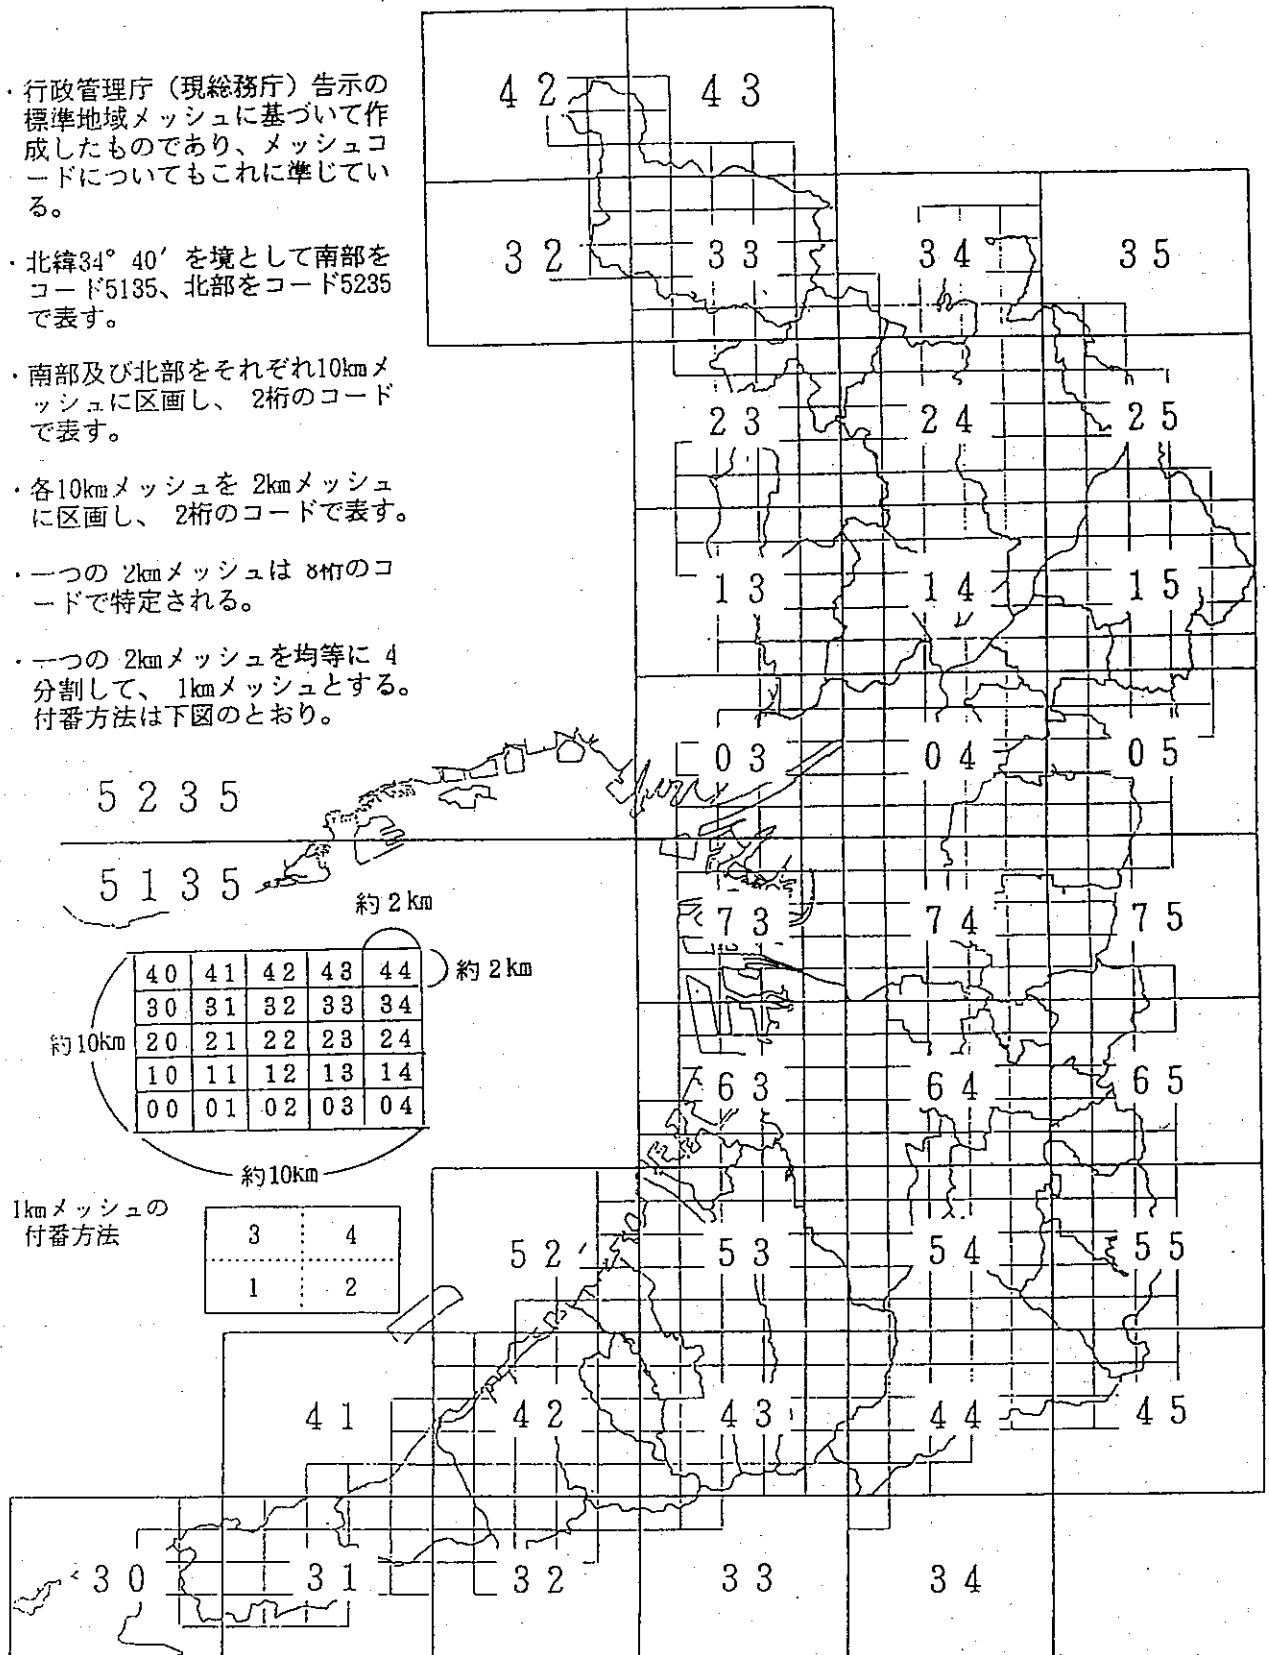 ・行政管理庁（現総務庁）告示の
標準地域メッシュに基づいて作
成したものであり、メッシュコ
ードについてもこれに準じてい
る。
・北緯34°40′を境として南部を
コード5135、北部をコード5235
で表す。
・南部及び北部をそれぞれ10kmメ
ッシュに区画し、 2桁のコード
で表す。
・各10kmメッシュを 2kmメッシュ
に区画し、 2桁のコードで表す。
・一つの 2kmメッシュは 8桁のコ
ードで特定される。
・一つの 2kmメッシュを均等に 4
分割して、 1kmメッシュとする。
付番方法は下図のとおり。
5235
5135
約2km
40 41 42 43 44
約2km
30 31 32 33 34
約10km
20 21 22 23 24
10 11 12 13 14
00 01 02 03 04
約10km
1kmメッシュの
付番方法
3 4
1 2
42 43
32 33 34 35
23 24 25
13 14 15
03 04 05
73 74 75
63 64 65
52 53 54 55
41 42 43 44 45
30 31 32 33 34